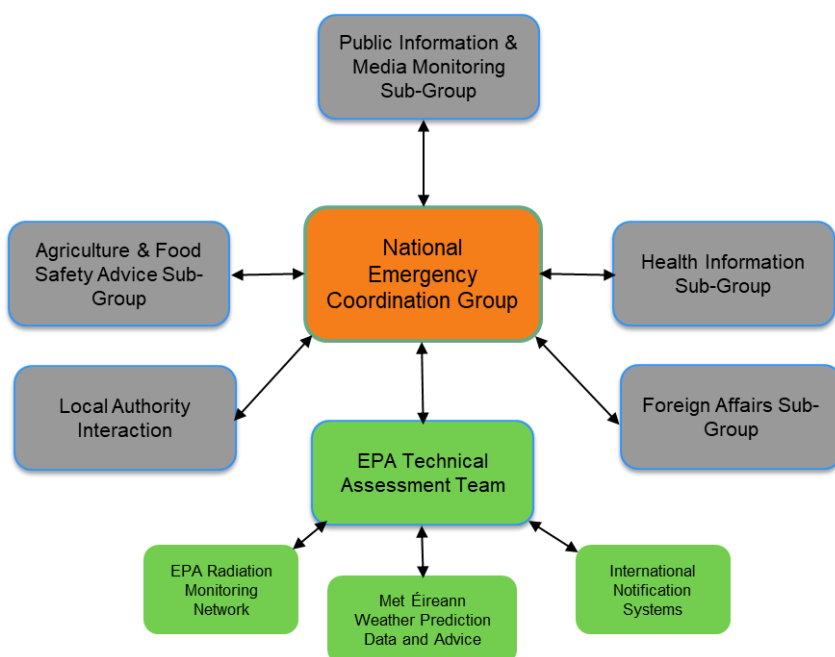 Public Information &
Media Monitoring
Sub-Group
Agriculture & Food
Safety Advice Sub-
Group
National
Emergency
Coordination Group
Health Information
Sub-Group
Local Authority
Interaction
Foreign Affairs Sub-
Group
EPA Technical
Assessment Team
EPA Radiation
Monitoring
Network
Met Éireann
Weather Prediction
Data and Advice
International
Notification
Systems